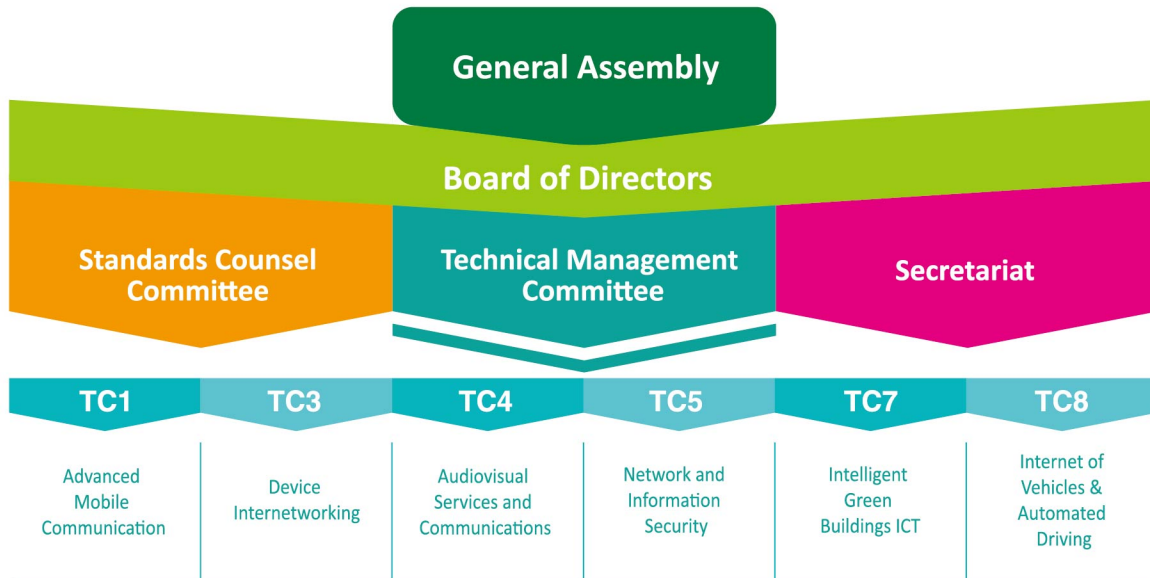 General Assembly
Board of Directors
Standards Counsel
Committee
Technical Management
Committee
Secretariat
TC1
TC3
TC4
TC5
TC7
TC8
Advanced
Mobile
Communication
Device
Internetworking
Audiovisual
Services and
Communications
Network and
Information
Security
Intelligent
Green
Buildings ICT
Internet of
Vehicles &
Automated
Driving